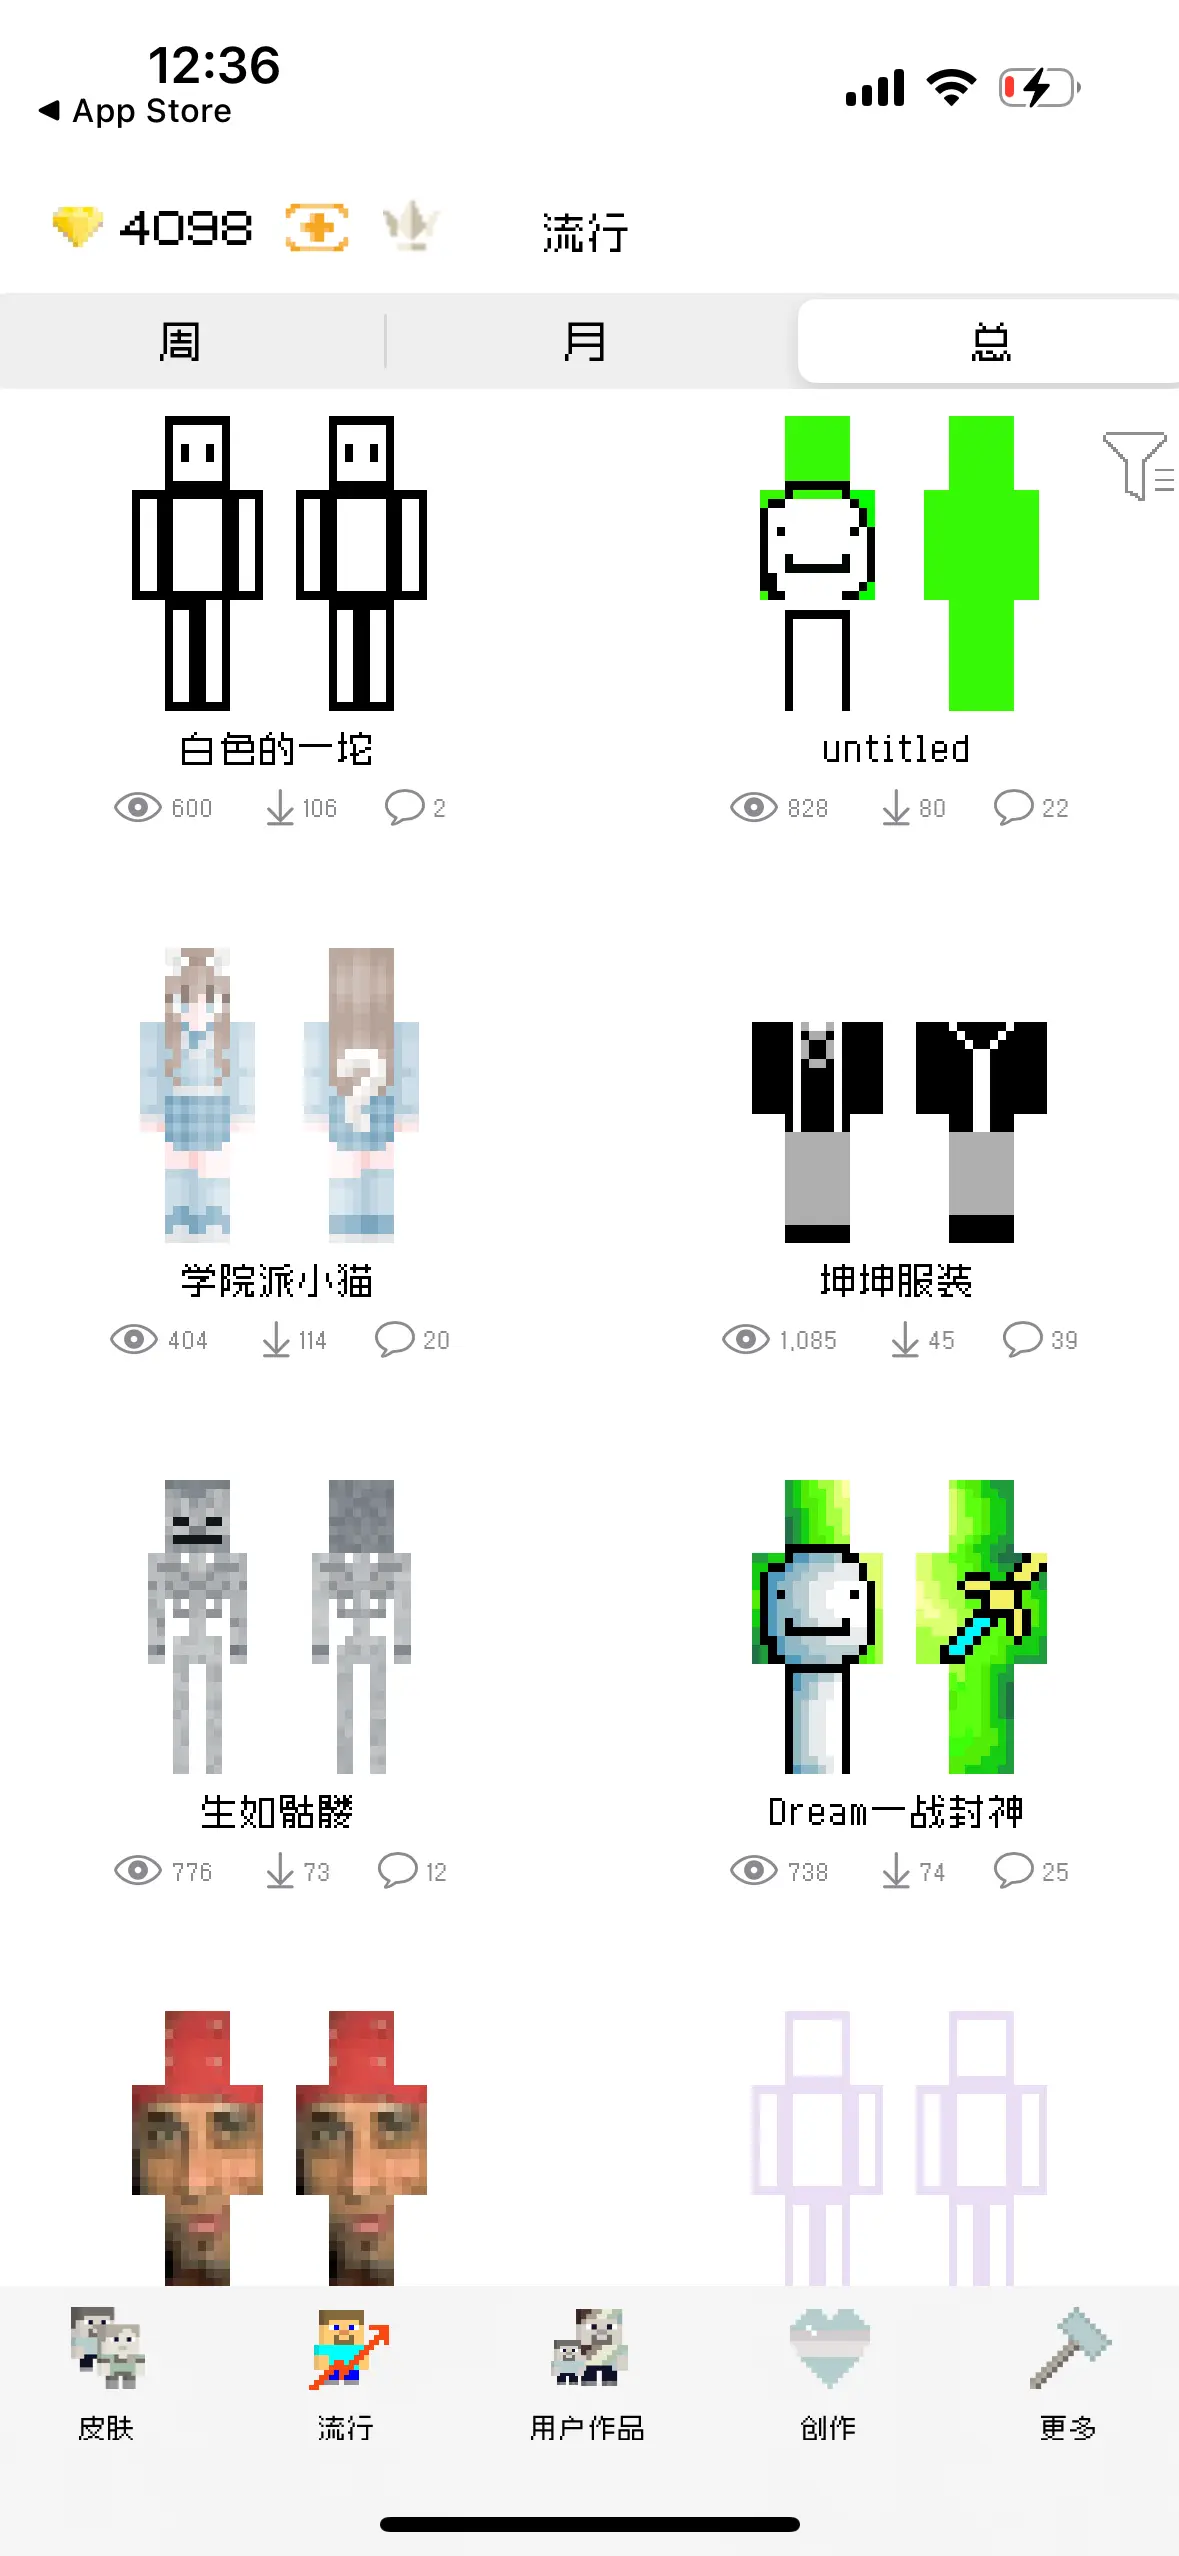 12:36
◀ App Store
4098
流行
周 月 总
白色的一坨 untitled
600 106 2 828 80 22
学院派小猫 坤坤服装
404 114 20 1,085 45 39
生如骷髅 Dream一战封神
776 73 12 738 74 25
皮肤 流行 用户作品 创作 更多